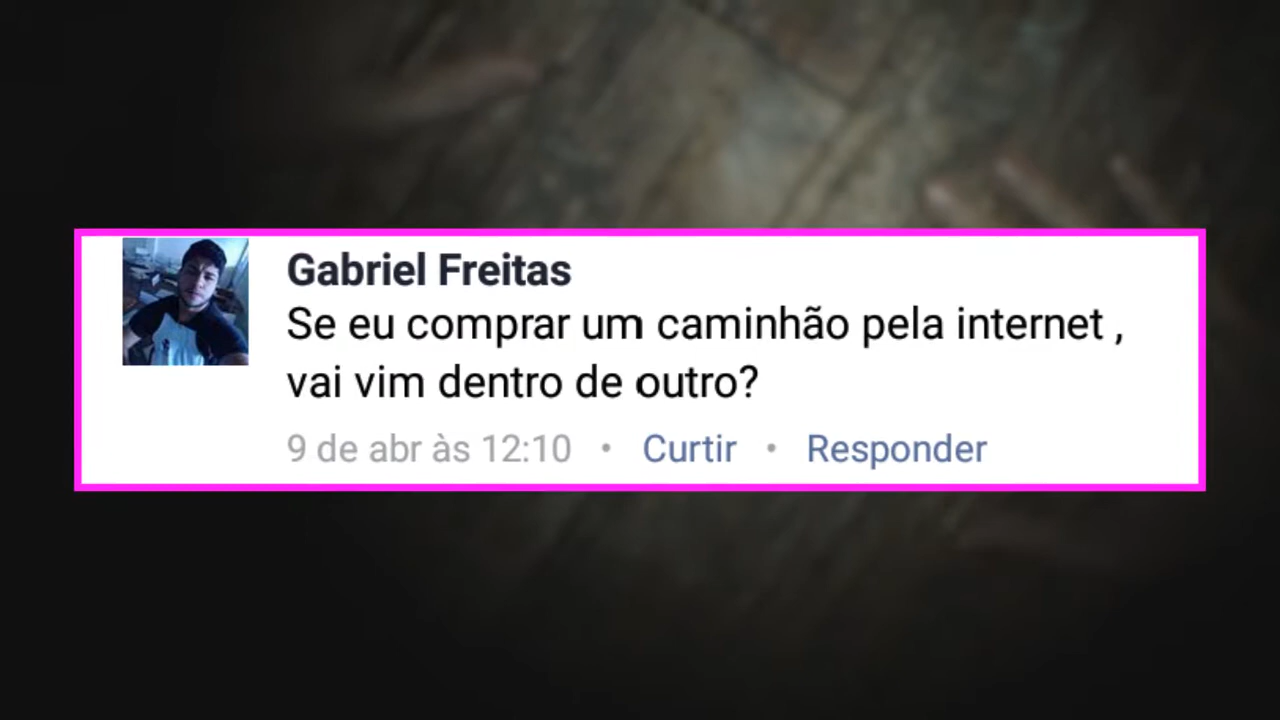 Gabriel Freitas
Se eu comprar um caminhão pela internet ,
vai vim dentro de outro?
9 de abr às 12:10 • Curtir • Responder